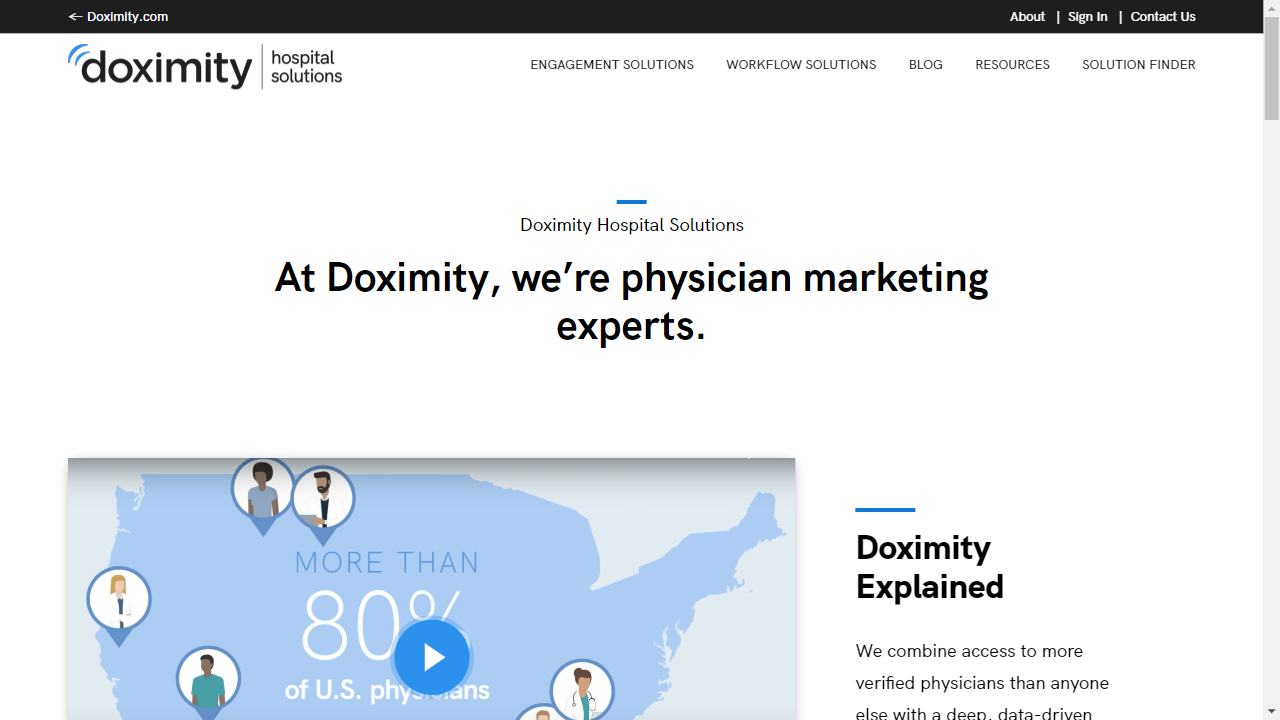 ← Doximity.com
About | Sign In | Contact Us
doximity | hospital solutions
ENGAGEMENT SOLUTIONS WORKFLOW SOLUTIONS BLOG RESOURCES SOLUTION FINDER
Doximity Hospital Solutions
At Doximity, we’re physician marketing
experts.
MORE THAN
80%
of U.S. physicians
Doximity
Explained
We combine access to more
verified physicians than anyone
else with a deep, data-driven